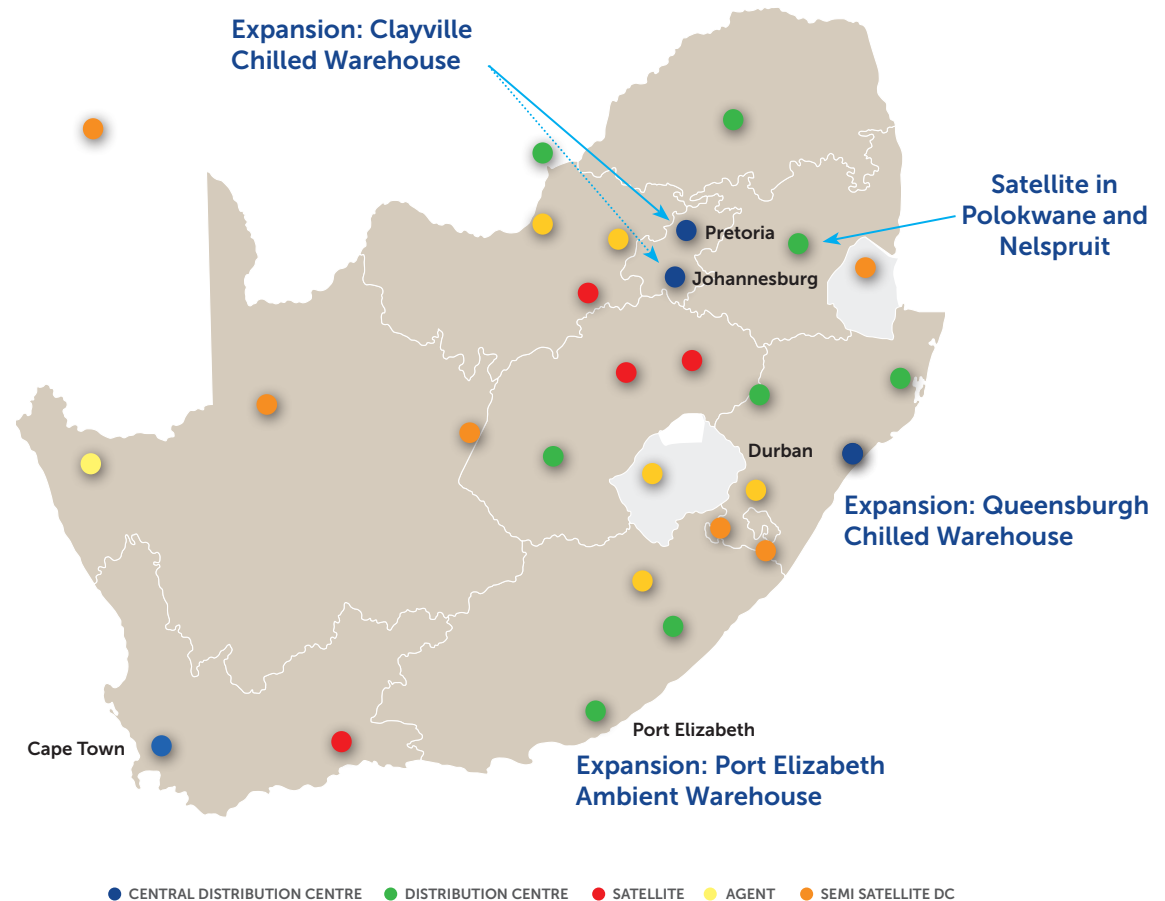 Expansion: Clayville
Chilled Warehouse
Satellite in
Polokwane and
Nelspruit
Pretoria
Johannesburg
Durban
Expansion: Queensburgh
Chilled Warehouse
Port Elizabeth
Cape Town
Expansion: Port Elizabeth
Ambient Warehouse
CENTRAL DISTRIBUTION CENTRE
DISTRIBUTION CENTRE
SATELLITE
AGENT
SEMI SATELLITE DC